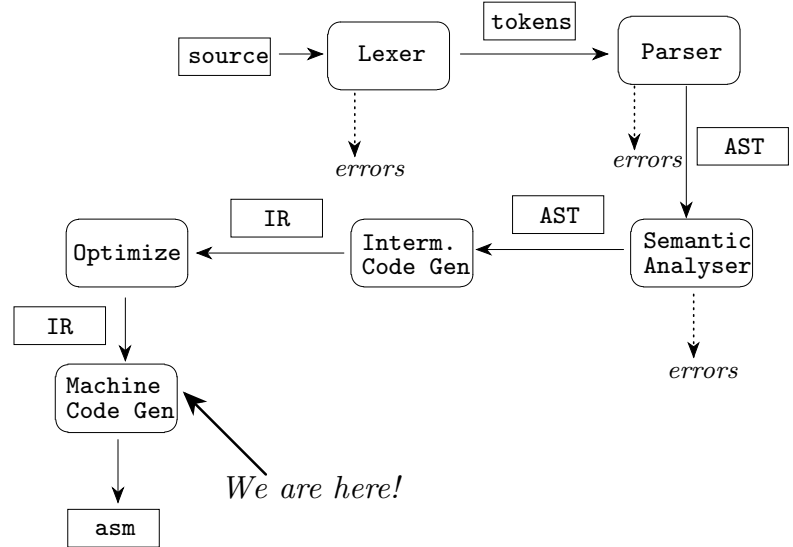 source
Lexer
tokens
Parser
errors
errors
AST
Optimize
IR
Interm.
Code Gen
AST
Semantic
Analyser
IR
errors
Machine
Code Gen
We are here!
asm